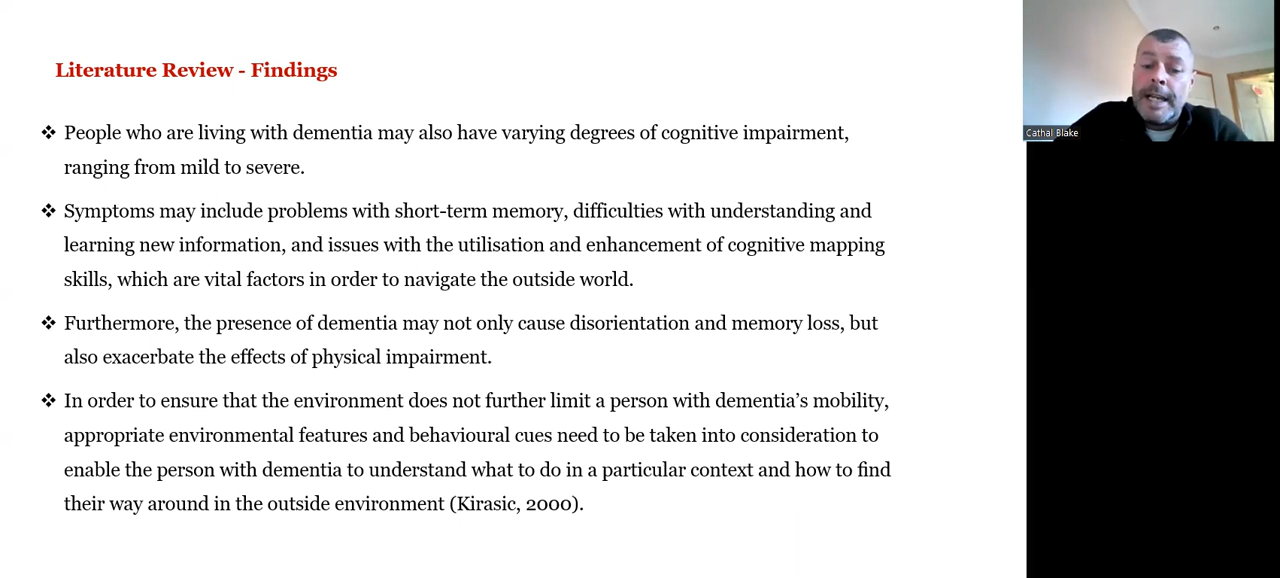 Literature Review - Findings
❖ People who are living with dementia may also have varying degrees of cognitive impairment,
ranging from mild to severe.
❖ Symptoms may include problems with short-term memory, difficulties with understanding and
learning new information, and issues with the utilisation and enhancement of cognitive mapping
skills, which are vital factors in order to navigate the outside world.
❖ Furthermore, the presence of dementia may not only cause disorientation and memory loss, but
also exacerbate the effects of physical impairment.
❖ In order to ensure that the environment does not further limit a person with dementia’s mobility,
appropriate environmental features and behavioural cues need to be taken into consideration to
enable the person with dementia to understand what to do in a particular context and how to find
their way around in the outside environment (Kirasic, 2000).
Cathal Blake